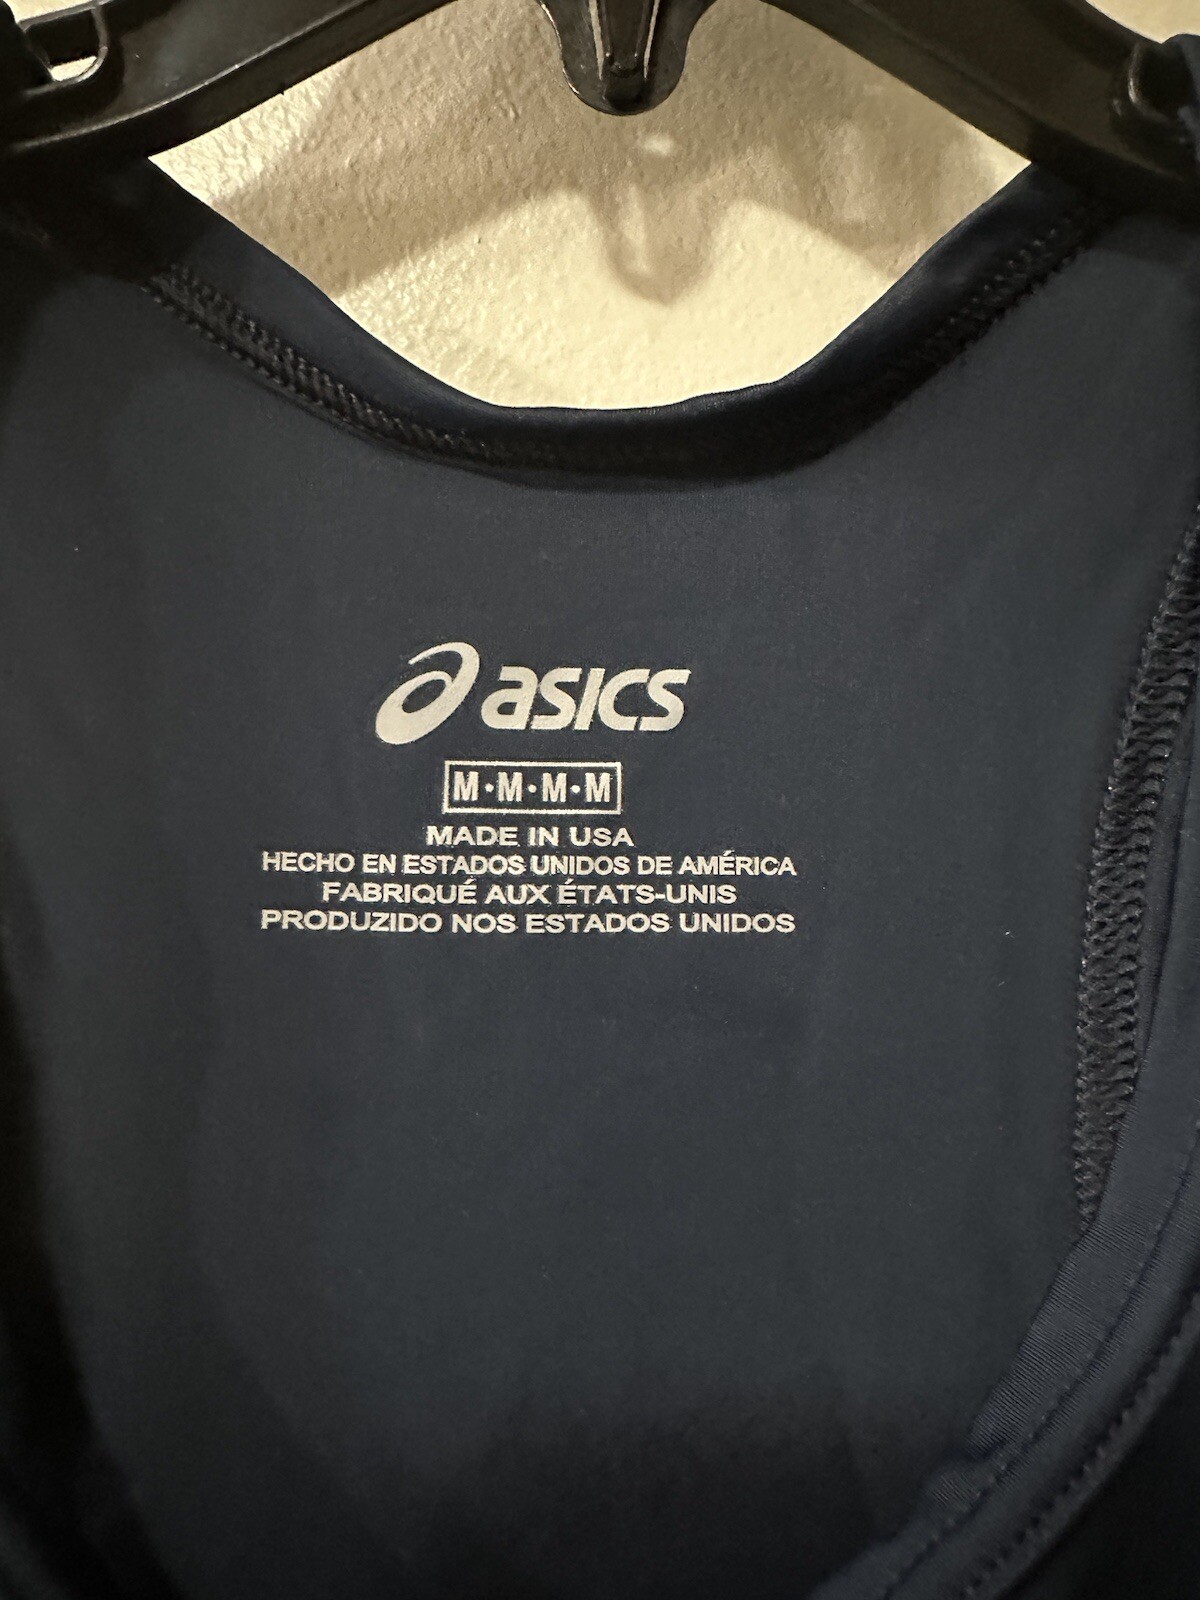 asics
M·M·M·M
MADE IN USA
HECHO EN ESTADOS UNIDOS DE AMÉRICA
FABRIQUÉ AUX ÉTATS-UNIS
PRODUZIDO NOS ESTADOS UNIDOS